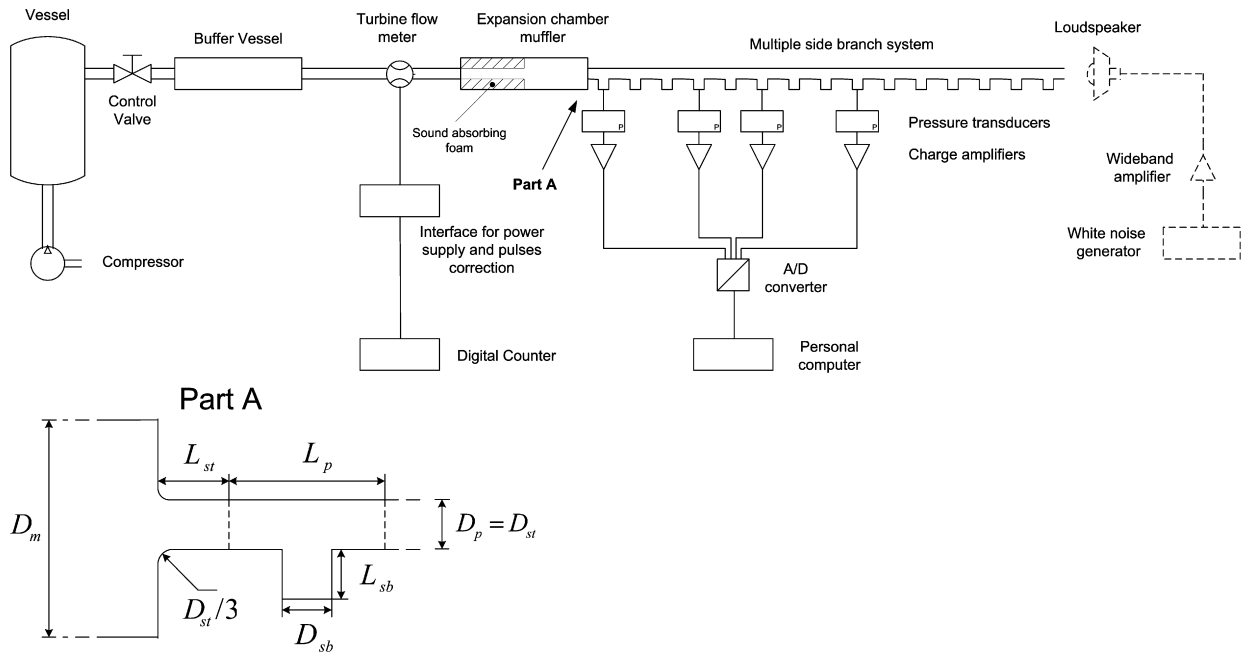 Vessel
Buffer Vessel
Turbine flow
meter
Expansion chamber
muffler
Multiple side branch system
Loudspeaker
Control
Valve
Sound absorbing
foam
Part A
P
P
P
P
Pressure transducers
Charge amplifiers
Wideband
amplifier
White noise
generator
Compressor
Interface for power
supply and pulses
correction
A/D
converter
Digital Counter
Personal
computer
Part A
L_st
L_p
D_m
D_p = D_st
L_sb
D_st/3
D_sb